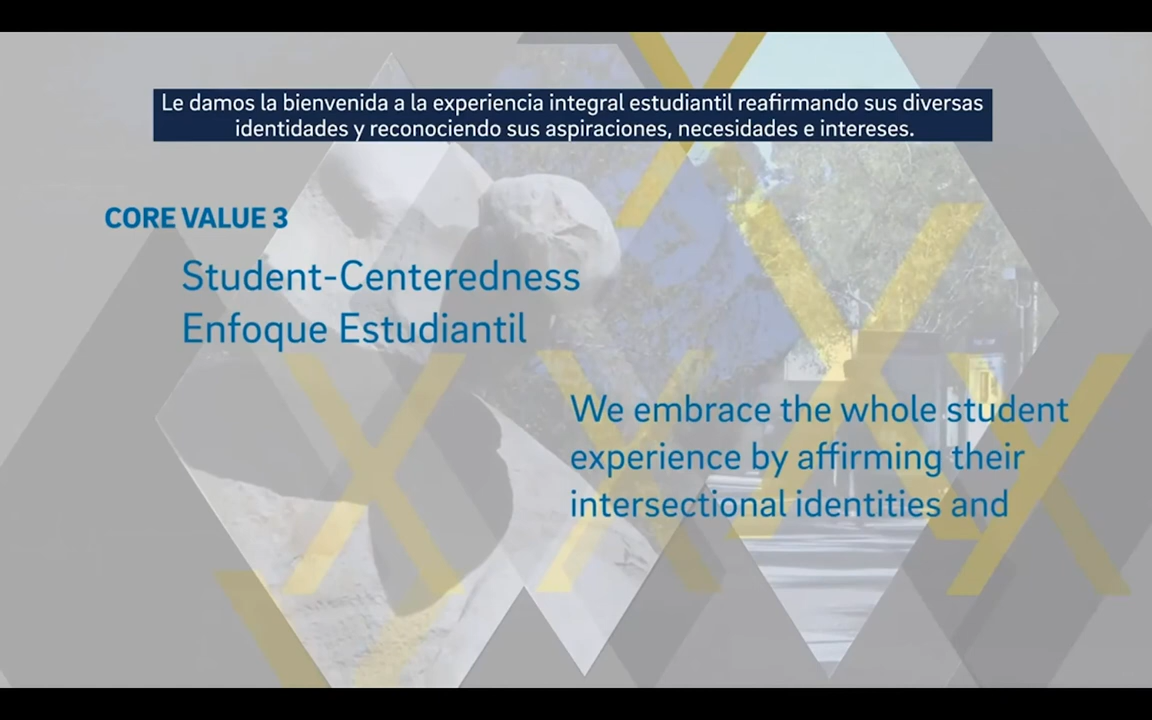 Le damos la bienvenida a la experiencia integral estudiantil reafirmando sus diversas
identidades y reconociendo sus aspiraciones, necesidades e intereses.
CORE VALUE 3
Student-Centeredness
Enfoque Estudiantil
We embrace the whole student
experience by affirming their
intersectional identities and